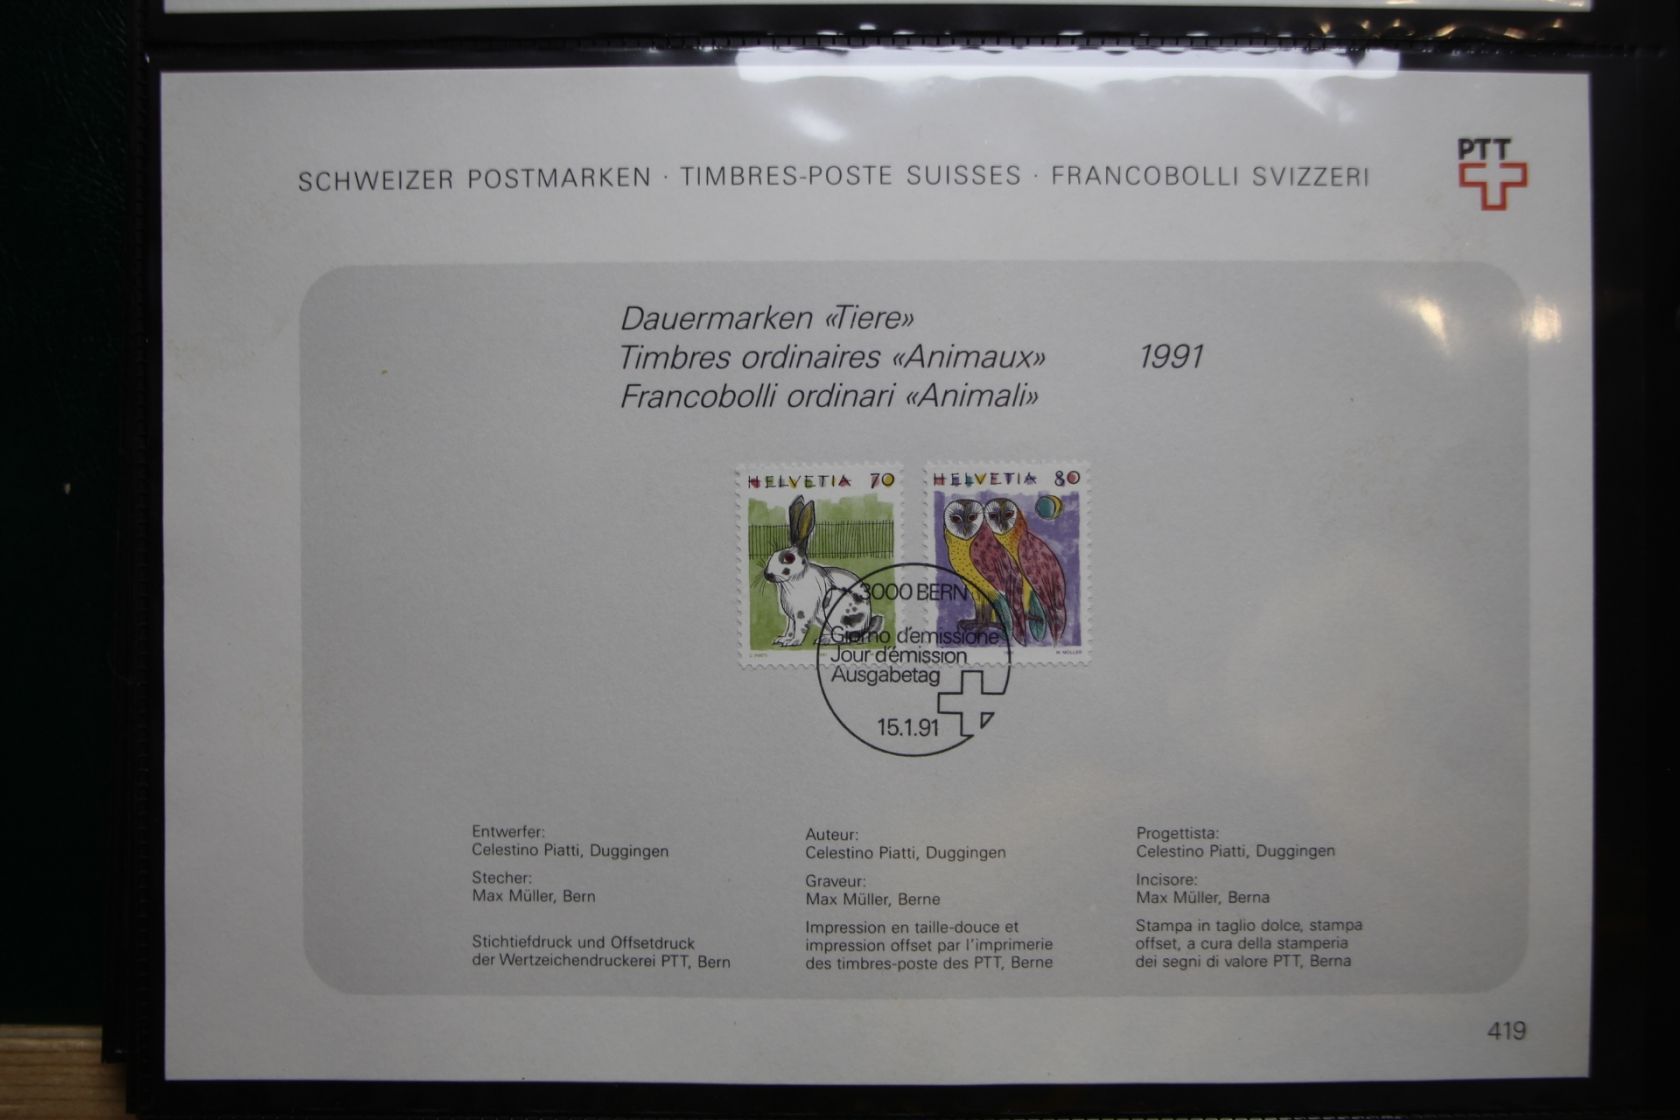 SCHWEIZER POSTMARKEN · TIMBRES-POSTE SUISSES · FRANCOBOLLI SVIZZERI
PTT
Dauermarken «Tiere»
Timbres ordinaires «Animaux» 1991
Francobolli ordinari «Animali»
HELVETIA 70
HELVETIA 80
M. MÜLLER
3000 BERN
Giorno d'emissione
Jour d'émission
Ausgabetag
15.1.91
Entwerfer:
Celestino Piatti, Duggingen
Stecher:
Max Müller, Bern
Stichtiefdruck und Offsetdruck
der Wertzeichendruckerei PTT, Bern
Auteur:
Celestino Piatti, Duggingen
Graveur:
Max Müller, Berne
Impression en taille-douce et
impression offset par l'imprimerie
des timbres-poste des PTT, Berne
Progettista:
Celestino Piatti, Duggingen
Incisore:
Max Müller, Berna
Stampa in taglio dolce, stampa
offset, a cura della stamperia
dei segni di valore PTT, Berna
419